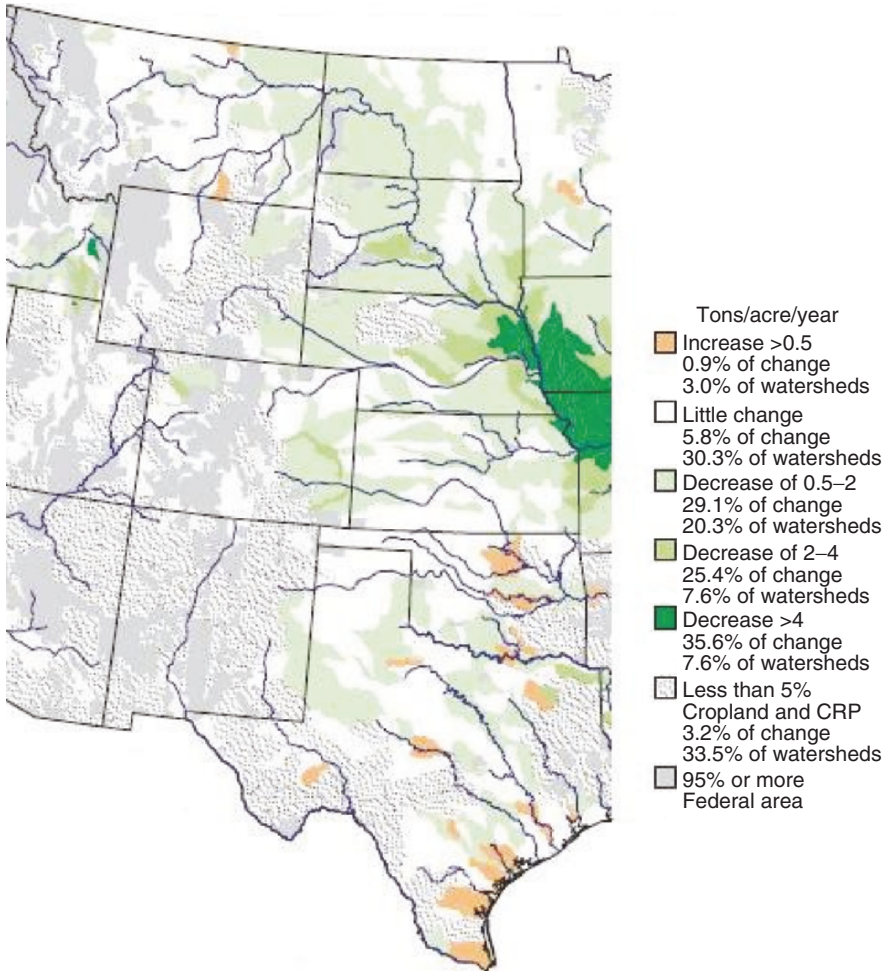 Tons/acre/year
Increase >0.5
0.9% of change
3.0% of watersheds
Little change
5.8% of change
30.3% of watersheds
Decrease of 0.5–2
29.1% of change
20.3% of watersheds
Decrease of 2–4
25.4% of change
7.6% of watersheds
Decrease >4
35.6% of change
7.6% of watersheds
Less than 5%
Cropland and CRP
3.2% of change
33.5% of watersheds
95% or more
Federal area